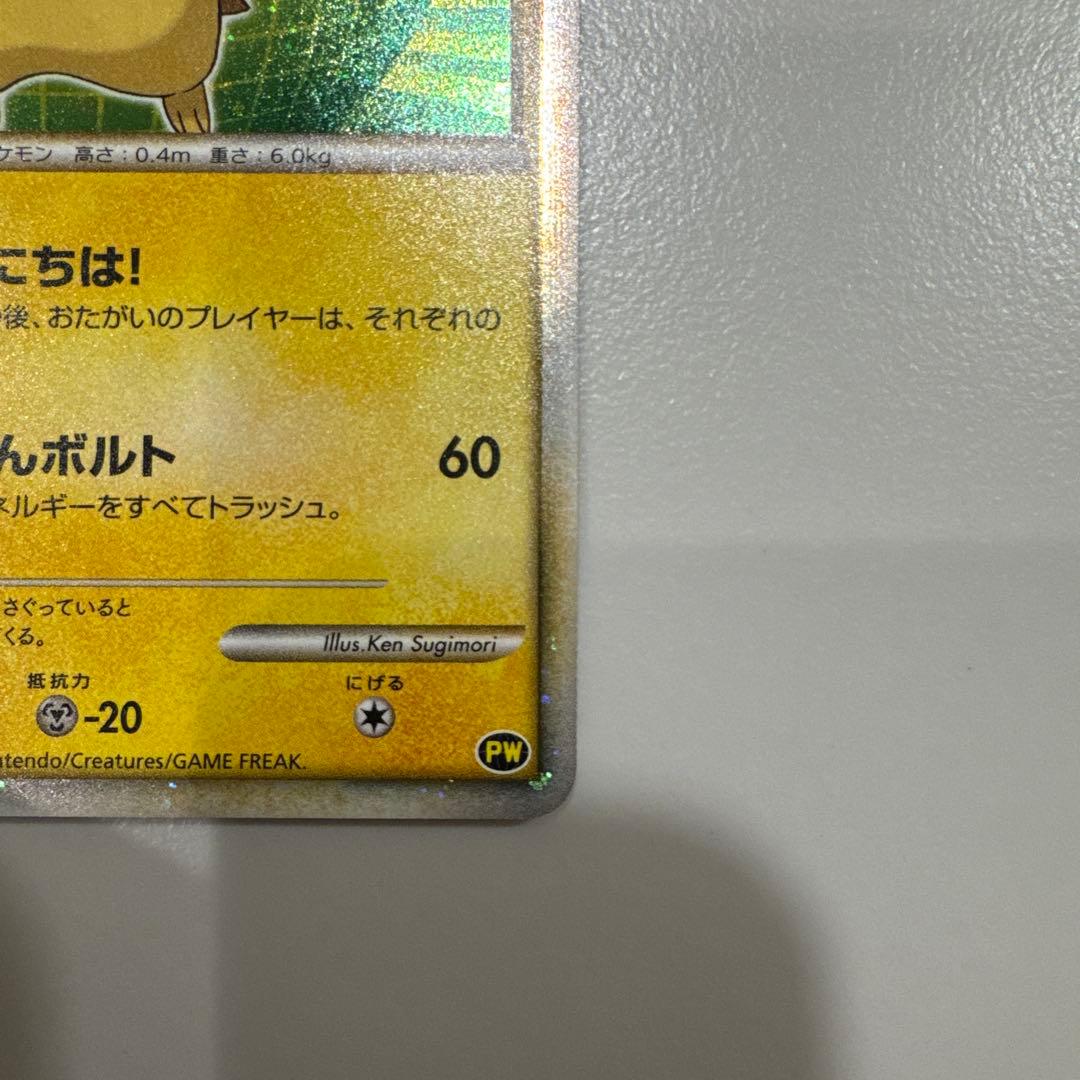 ケモン 高さ：0.4m 重さ：6.0kg
こちは！
後、おたがいのプレイヤーは、それぞれの
んボルト 60
ネルギーをすべてトラッシュ。
さぐっていると
くる。
Illus.Ken Sugimori
抵抗力 にげる
-20
ntendo/Creatures/GAME FREAK.
PW